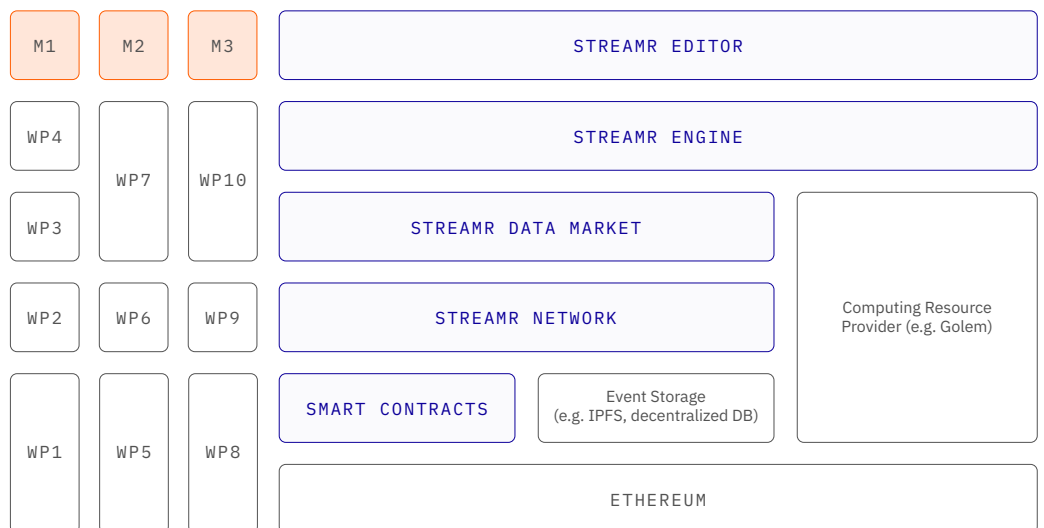 M1 M2 M3 STREAMR EDITOR
WP4 STREAMR ENGINE
WP7 WP10
WP3 STREAMR DATA MARKET
Computing Resource
Provider (e.g. Golem)
WP2 WP6 WP9 STREAMR NETWORK
SMART CONTRACTS
Event Storage
(e.g. IPFS, decentralized DB)
WP1 WP5 WP8
ETHEREUM